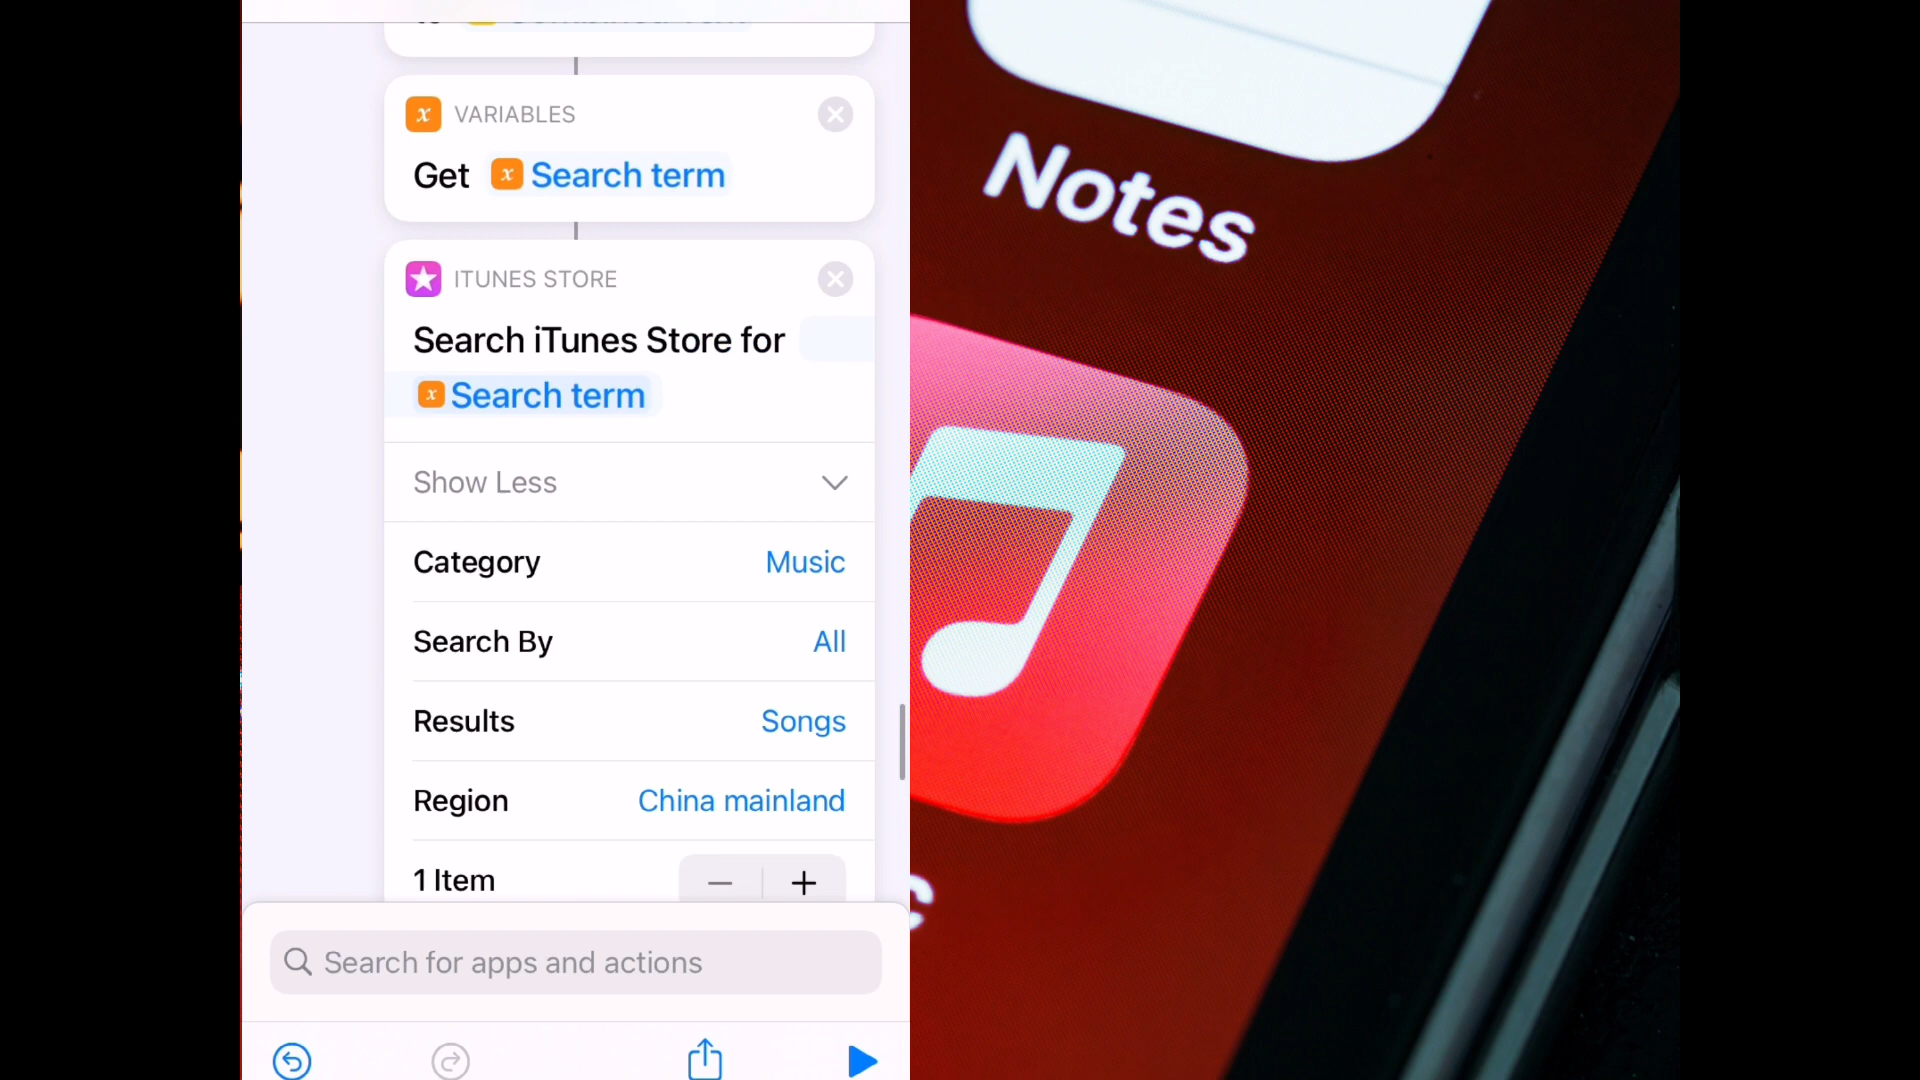 VARIABLES
Get Search term
ITUNES STORE
Search iTunes Store for
Search term
Show Less
Category Music
Search By All
Results Songs
Region China mainland
1 Item
Search for apps and actions
Notes
c